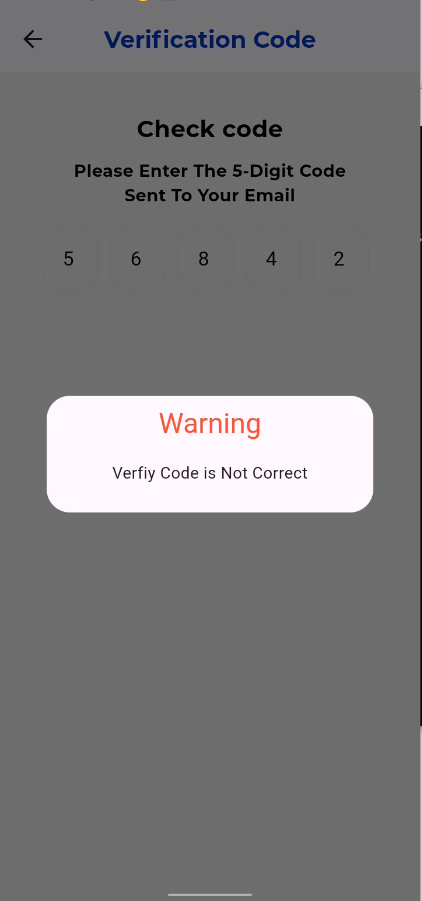 Verification Code
Check code
Please Enter The 5-Digit Code
Sent To Your Email
5 6 8 4 2
Warning
Verfiy Code is Not Correct